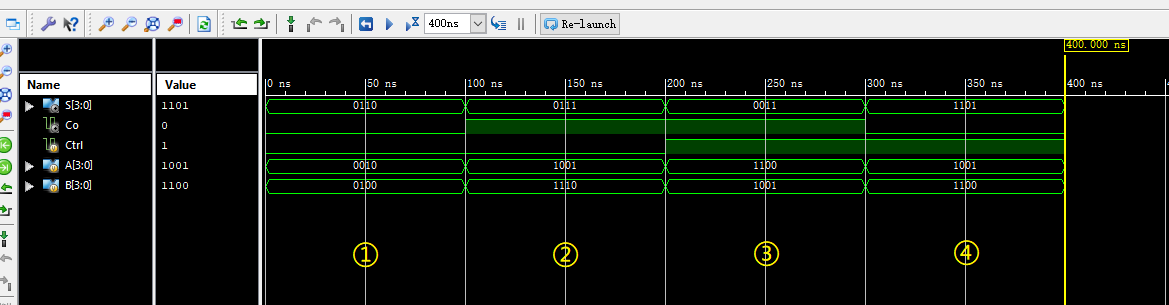 400ns Re-launch
400.000 ns
Name Value 0 ns 50 ns 100 ns 150 ns 200 ns 250 ns 300 ns 350 ns 400 ns
S[3:0] 1101 0110 0111 0011 1101
Co 0
Ctrl 1
A[3:0] 1001 0010 1001 1100 1001
B[3:0] 1100 0100 1110 1001 1100
① ② ③ ④